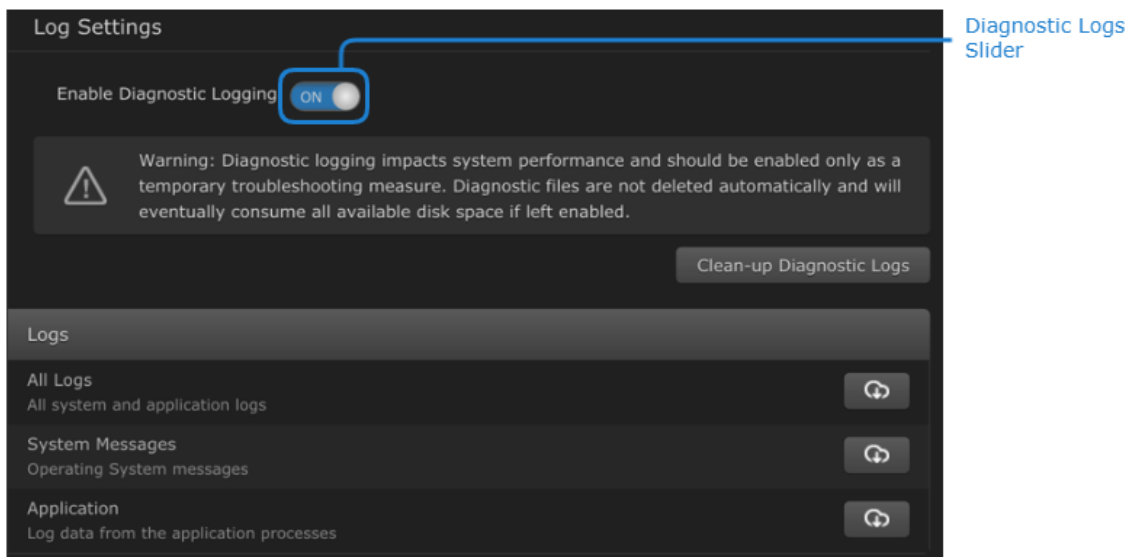 Log Settings
Diagnostic Logs
Slider
Enable Diagnostic Logging
ON
Warning: Diagnostic logging impacts system performance and should be enabled only as a
temporary troubleshooting measure. Diagnostic files are not deleted automatically and will
eventually consume all available disk space if left enabled.
Clean-up Diagnostic Logs
Logs
All Logs
All system and application logs
System Messages
Operating System messages
Application
Log data from the application processes